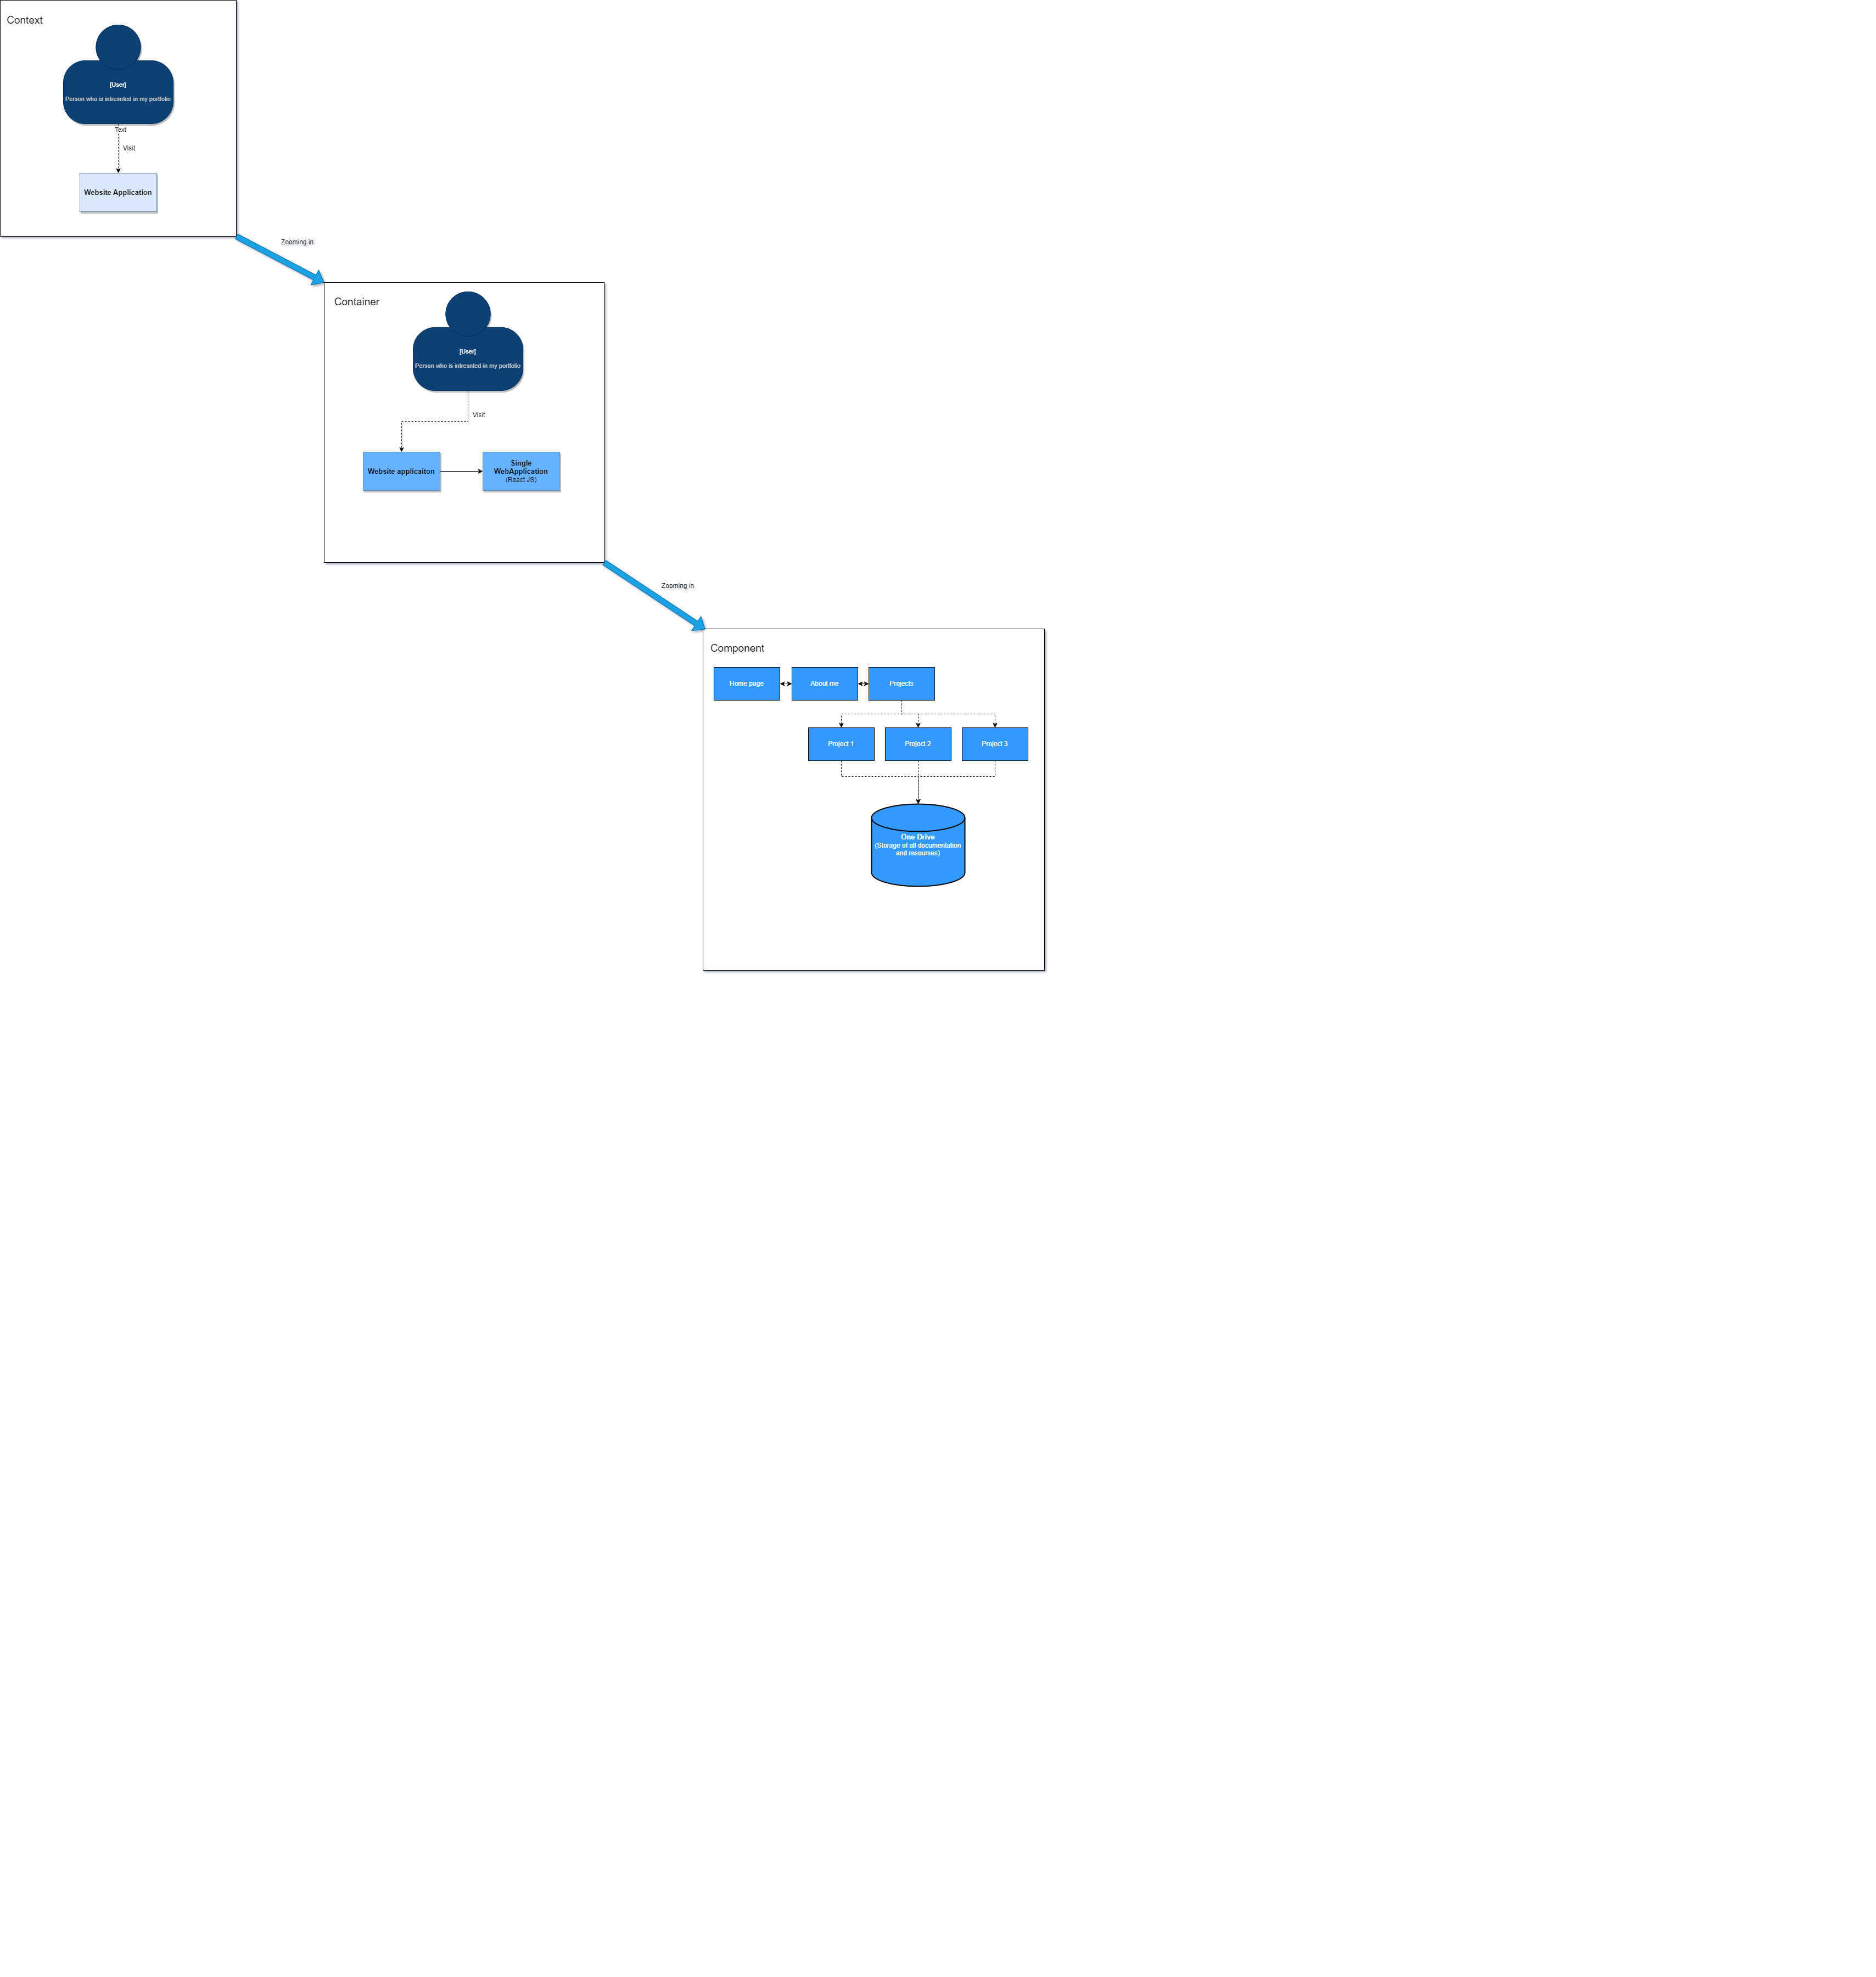 Context
[User]
Person who is intresnted in my portfolio
Text
Visit
Website Application
Zooming in
Container
[User]
Person who is intresnted in my portfolio
Visit
Website applicaiton
Single
WebApplication
(React JS)
Zooming in
Component
Home page
About me
Projects
Project 1
Project 2
Project 3
One Drive
(Storage of all documentation
and resourses)